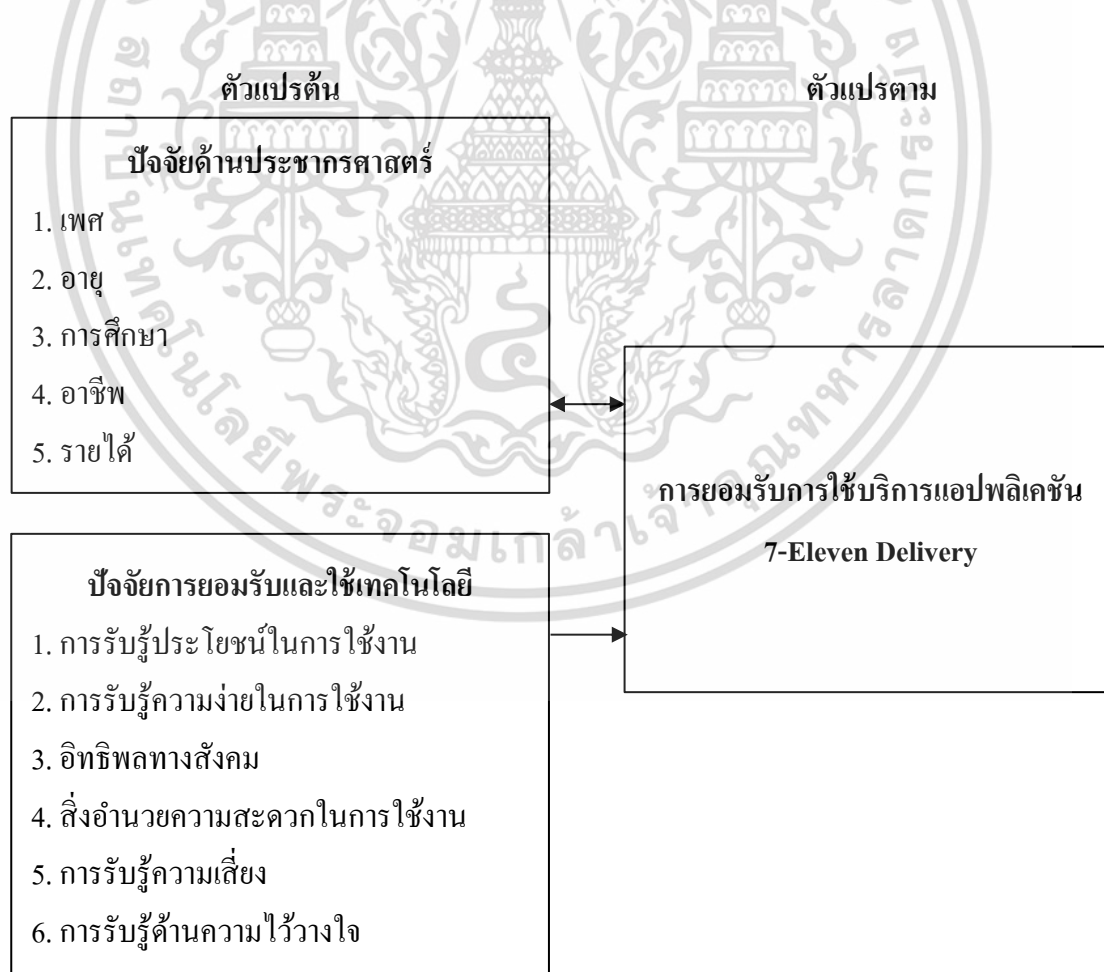 ตัวแปรต้น
ตัวแปรตาม
ปัจจัยด้านประชากรศาสตร์
1. เพศ
2. อายุ
3. การศึกษา
4. อาชีพ
5. รายได้
การยอมรับการใช้บริการแอปพลิเคชัน
7-Eleven Delivery
ปัจจัยการยอมรับและใช้เทคโนโลยี
1. การรับรู้ประโยชน์ในการใช้งาน
2. การรับรู้ความง่ายในการใช้งาน
3. อิทธิพลทางสังคม
4. สิ่งอำนวยความสะดวกในการใช้งาน
5. การรับรู้ความเสี่ยง
6. การรับรู้ด้านความไว้วางใจ